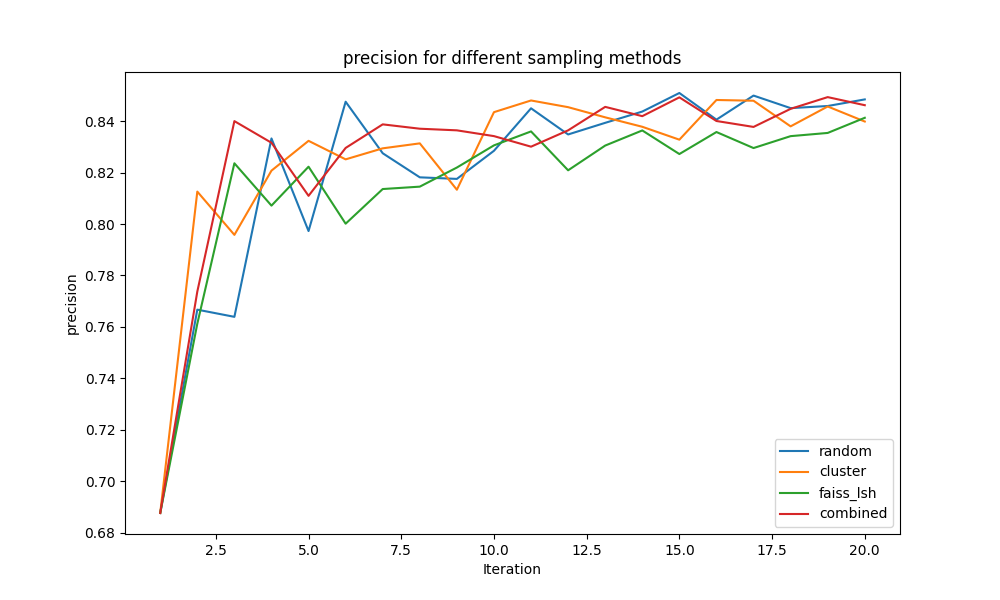 precision for different sampling methods
precision
0.84
0.82
0.80
0.78
0.76
0.74
0.72
0.70
0.68
2.5 5.0 7.5 10.0 12.5 15.0 17.5 20.0
Iteration
random
cluster
faiss_lsh
combined